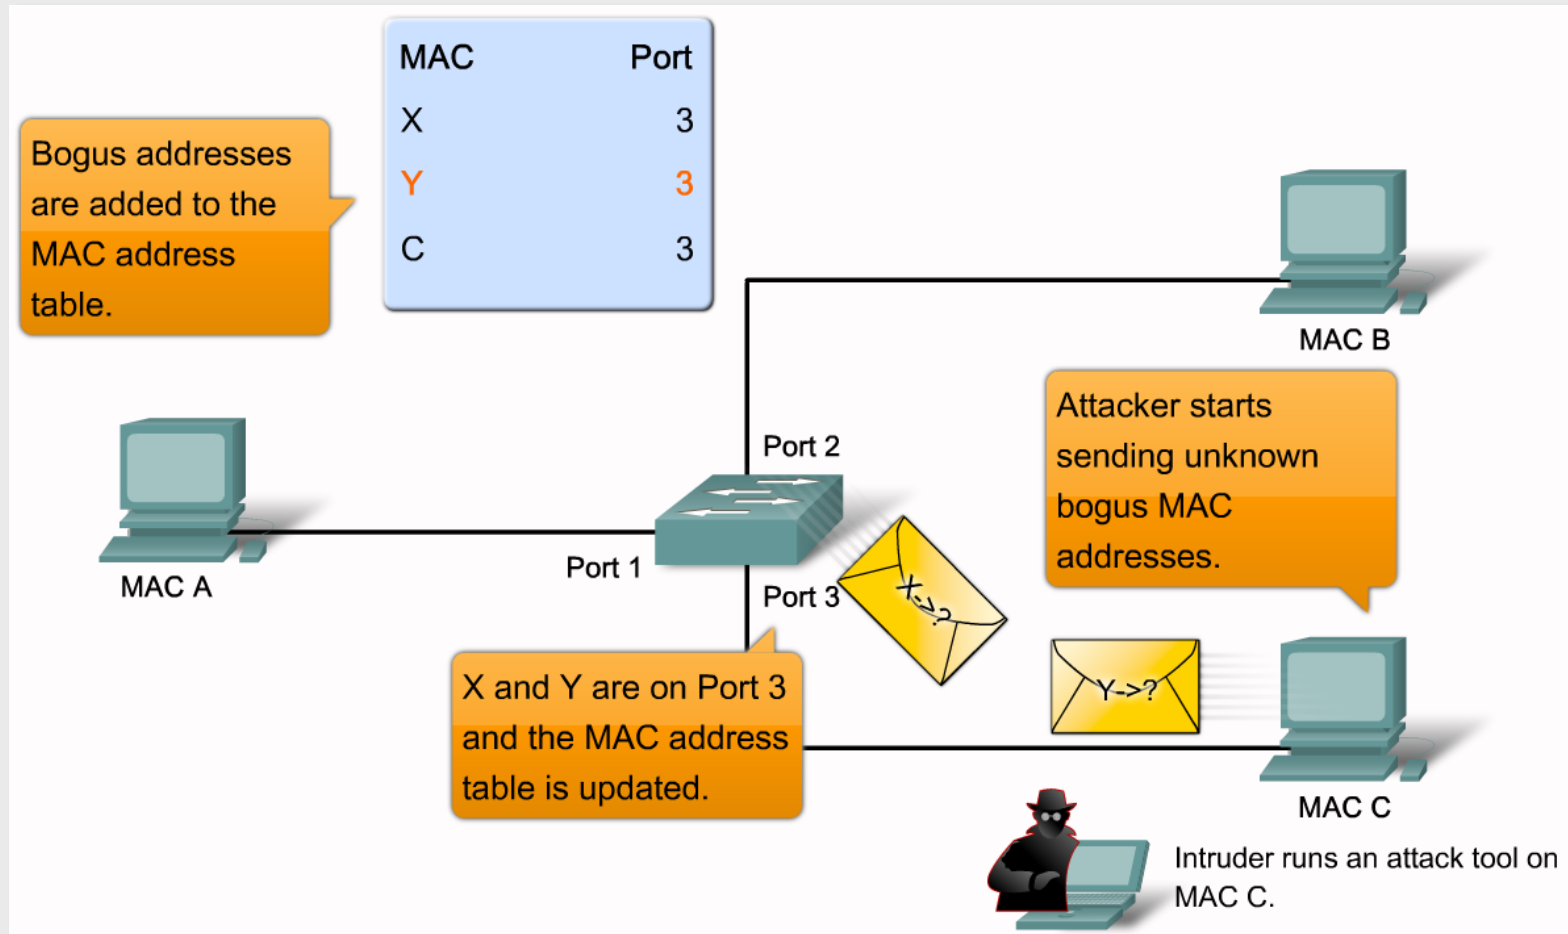 MAC Port
X 3
Y 3
C 3
Bogus addresses
are added to the
MAC address
table.
MAC B
Attacker starts
sending unknown
bogus MAC
addresses.
Port 2
Port 1
Port 3
MAC A
X->?
Y->?
X and Y are on Port 3
and the MAC address
table is updated.
MAC C
Intruder runs an attack tool on
MAC C.